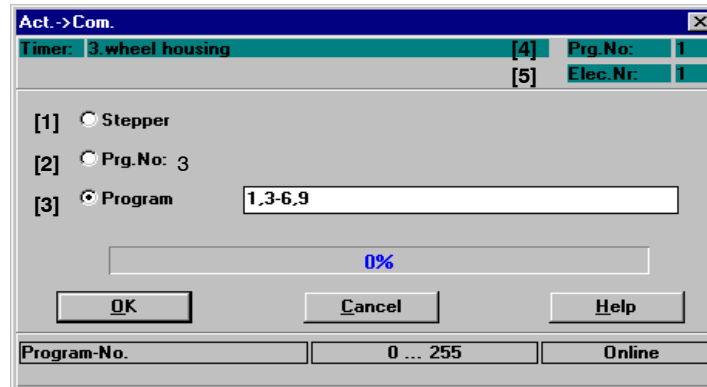 Act.->Com.
Timer: 3.wheel housing [4] Prg.No: 1
[5] Elec.Nr: 1
[1] Stepper
[2] Prg.No: 3
[3] Program 1,3-6,9
0%
OK Cancel Help
Program-No. 0 ... 255 Online